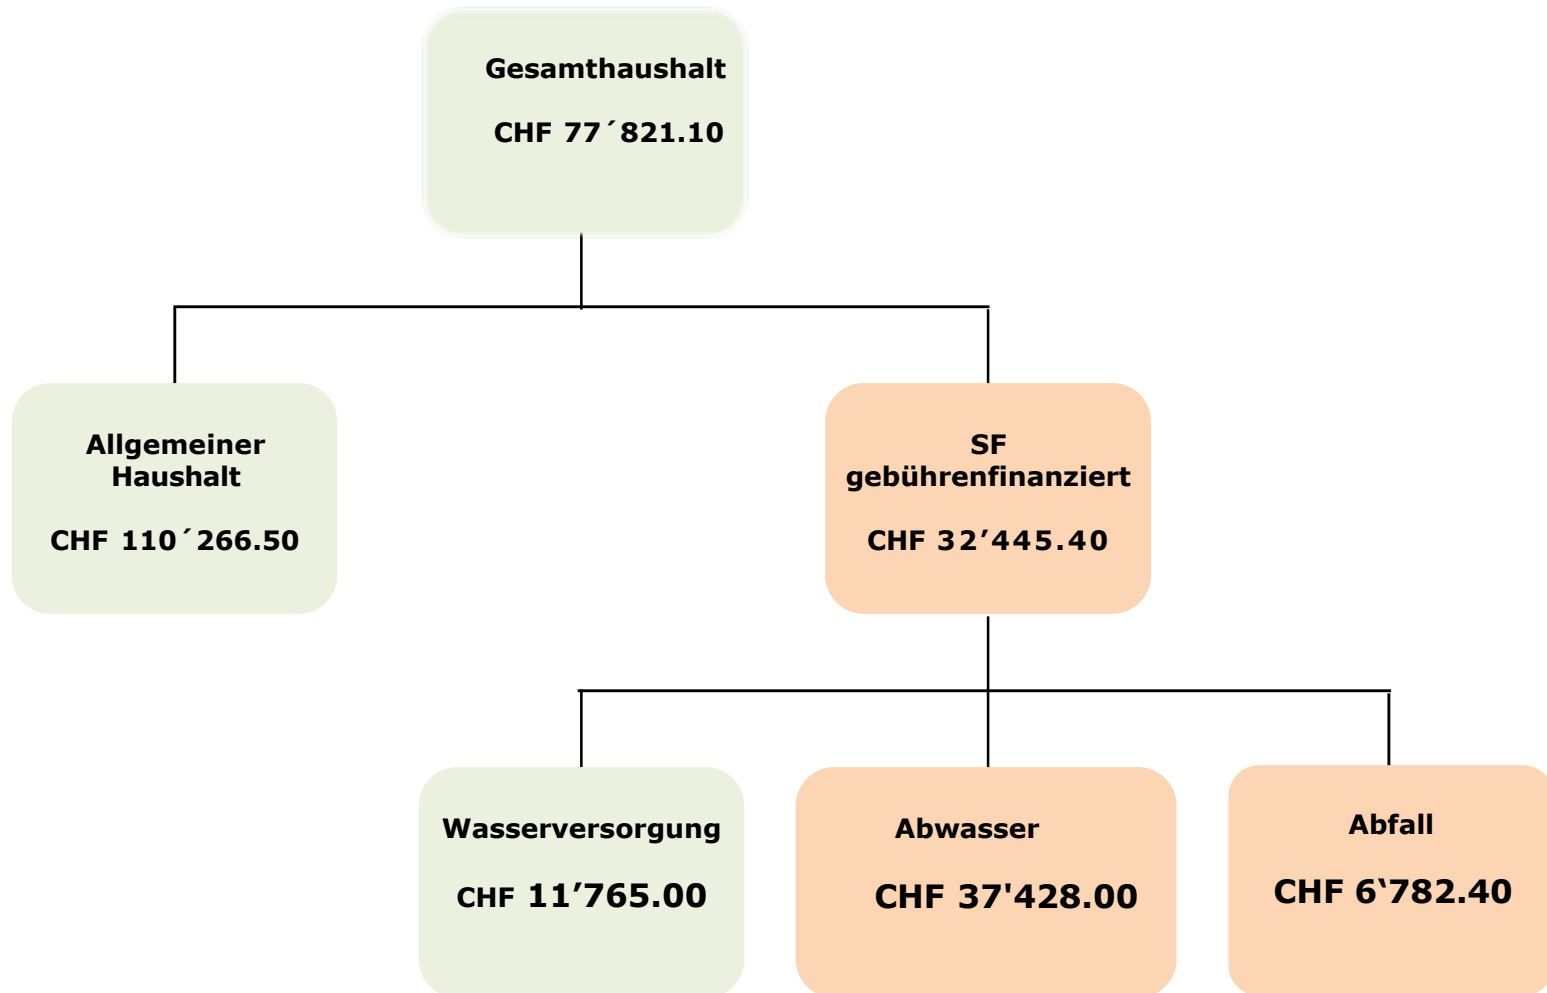 Gesamthaushalt
CHF 77´821.10
Allgemeiner
Haushalt
CHF 110´266.50
SF
gebührenfinanziert
CHF 32’445.40
Wasserversorgung
CHF 11’765.00
Abwasser
CHF 37'428.00
Abfall
CHF 6‘782.40